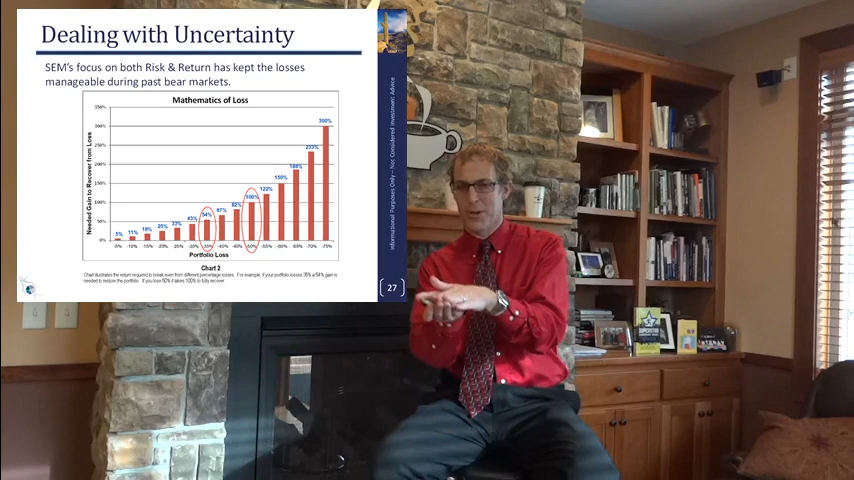 Dealing with Uncertainty
SEM's focus on both Risk & Return has kept the losses
manageable during past bear markets.
Mathematics of Loss
Needed Gain to Recover from Loss
350%
300%
250%
200%
150%
100%
50%
0%
5% 11% 18% 25% 33% 43% 54% 67% 82% 100% 122% 150% 186% 233% 300%
-5% -10% -15% -20% -25% -30% -35% -40% -45% -50% -55% -60% -65% -70% -75%
Portfolio Loss
Chart 2
Chart illustrates the return required to break even from different percentage losses. For example, if your portfolio losses 35% a 54% gain is
needed to restore the portfolio. If you lose 50% it takes 100% to fully recover.
Informational Purposes Only – Not Considered Investment Advice
27